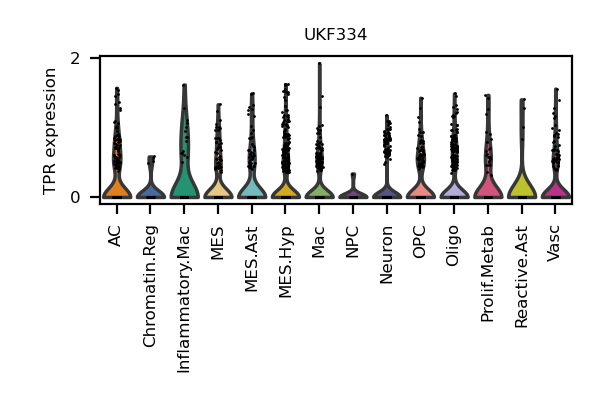 UKF334
TPR expression
2
0
AC
Chromatin.Reg
Inflammatory.Mac
MES
MES.Ast
MES.Hyp
Mac
NPC
Neuron
OPC
Oligo
Prolif.Metab
Reactive.Ast
Vasc